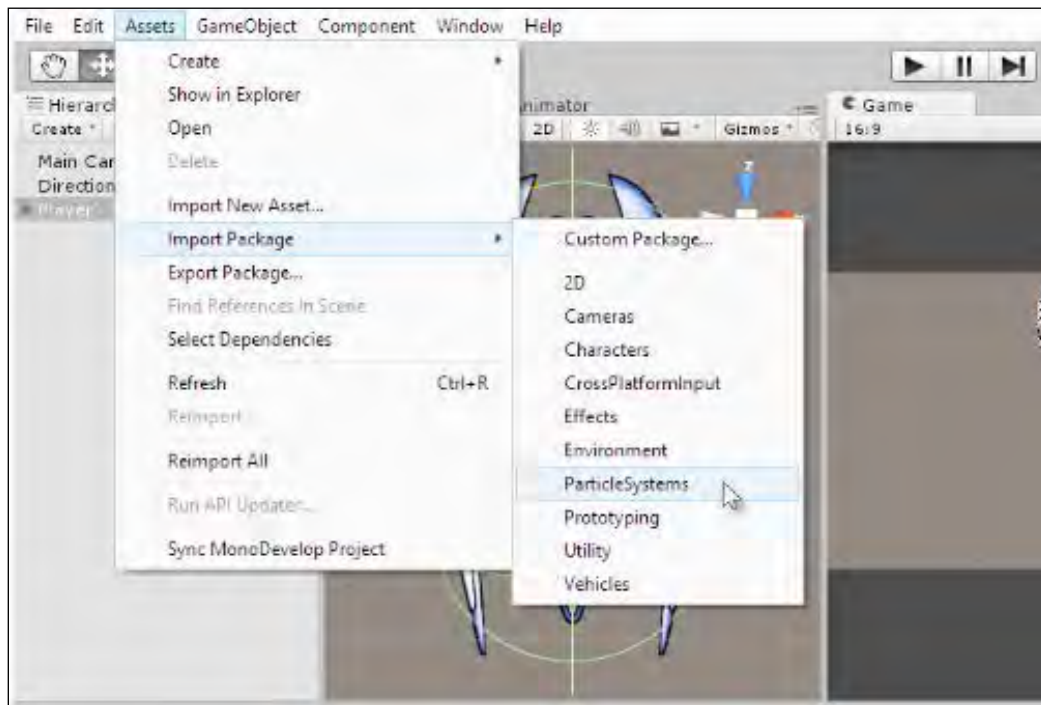 File Edit Assets GameObject Component Window Help
Create
Show in Explorer
Open
Delete
Import New Asset...
Import Package
Export Package...
Find References In Scene
Select Dependencies
Refresh Ctrl+R
Reimport
Reimport All
Run API Updater...
Sync MonoDevelop Project
Custom Package...
2D
Cameras
Characters
CrossPlatformInput
Effects
Environment
ParticleSystems
Prototyping
Utility
Vehicles
Hierarc
Create
Main Car
Direction
Player
nimator
2D Gizmos
z
Game
16:9